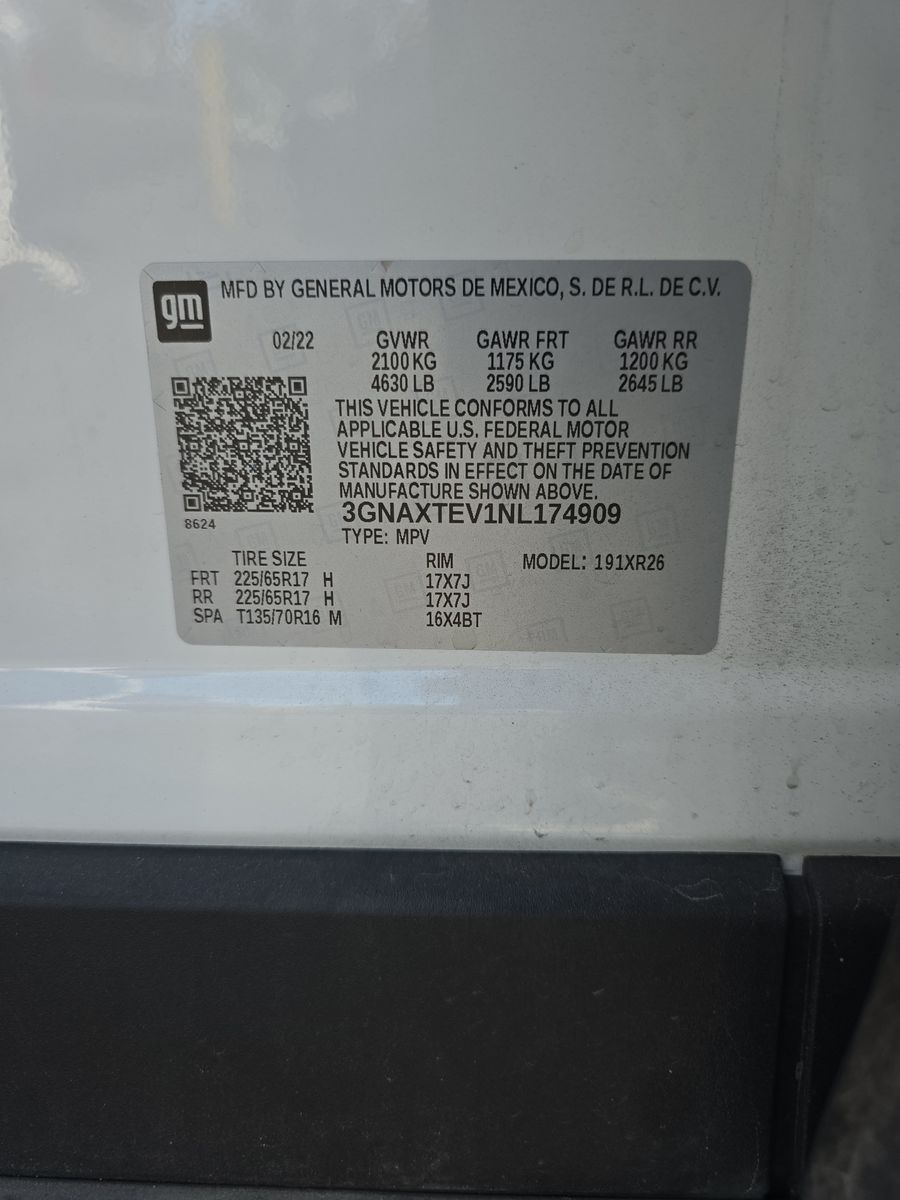 gm
MFD BY GENERAL MOTORS DE MEXICO, S. DE R.L. DE C.V.
02/22 GVWR GAWR FRT GAWR RR
2100 KG 1175 KG 1200 KG
4630 LB 2590 LB 2645 LB
THIS VEHICLE CONFORMS TO ALL
APPLICABLE U.S. FEDERAL MOTOR
VEHICLE SAFETY AND THEFT PREVENTION
STANDARDS IN EFFECT ON THE DATE OF
MANUFACTURE SHOWN ABOVE.
8624
3GNAXTEV1NL174909
TYPE: MPV
TIRE SIZE RIM MODEL: 191XR26
FRT 225/65R17 H 17X7J
RR 225/65R17 H 17X7J
SPA T135/70R16 M 16X4BT